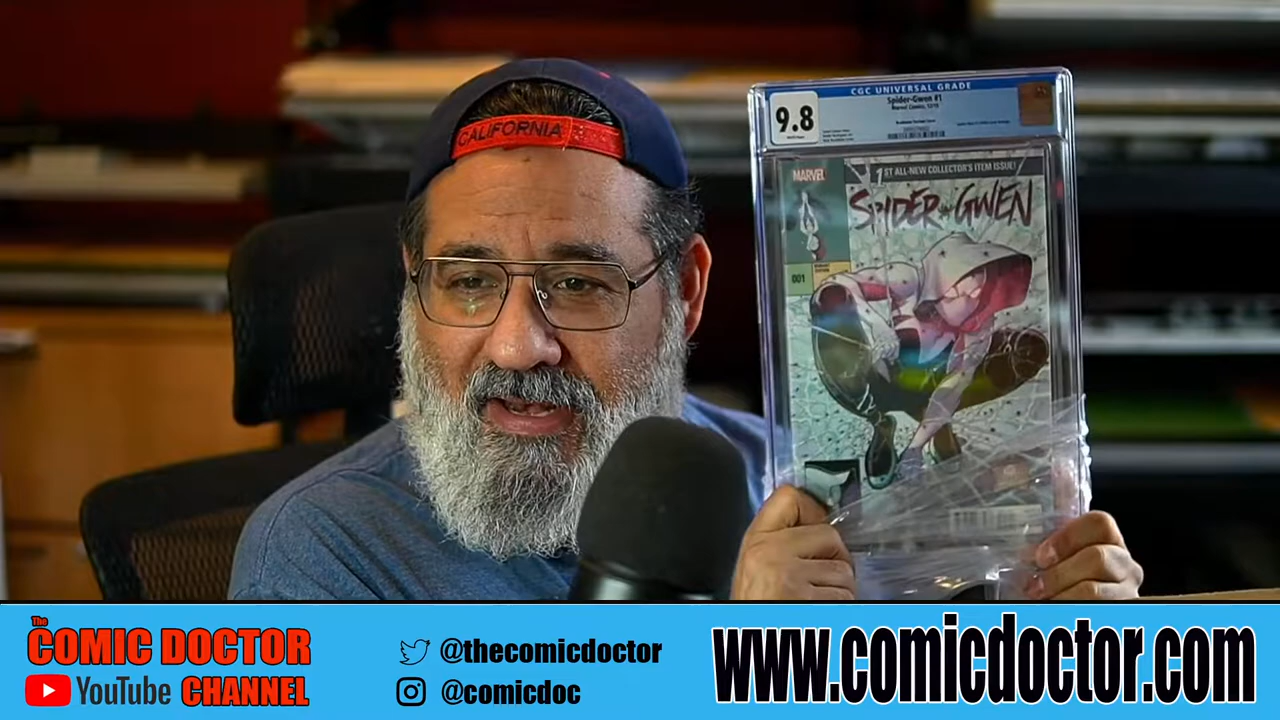 CALIFORNIA
CGC UNIVERSAL GRADE
9.8
Spider-Gwen #1
MARVEL
1ST ALL-NEW COLLECTOR'S ITEM ISSUE!
SPIDER-GWEN
001
The
COMIC DOCTOR
YouTube CHANNEL
@thecomicdoctor
@comicdoc
www.comicdoctor.com